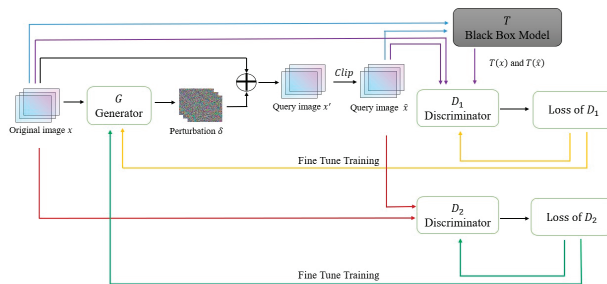 T
Black Box Model
T(x) and T(x̃)
Clip
G
Generator
Original image x
Perturbation δ
Query image x′
Query image x̃
D₁
Discriminator
Loss of D₁
Fine Tune Training
D₂
Discriminator
Loss of D₂
Fine Tune Training